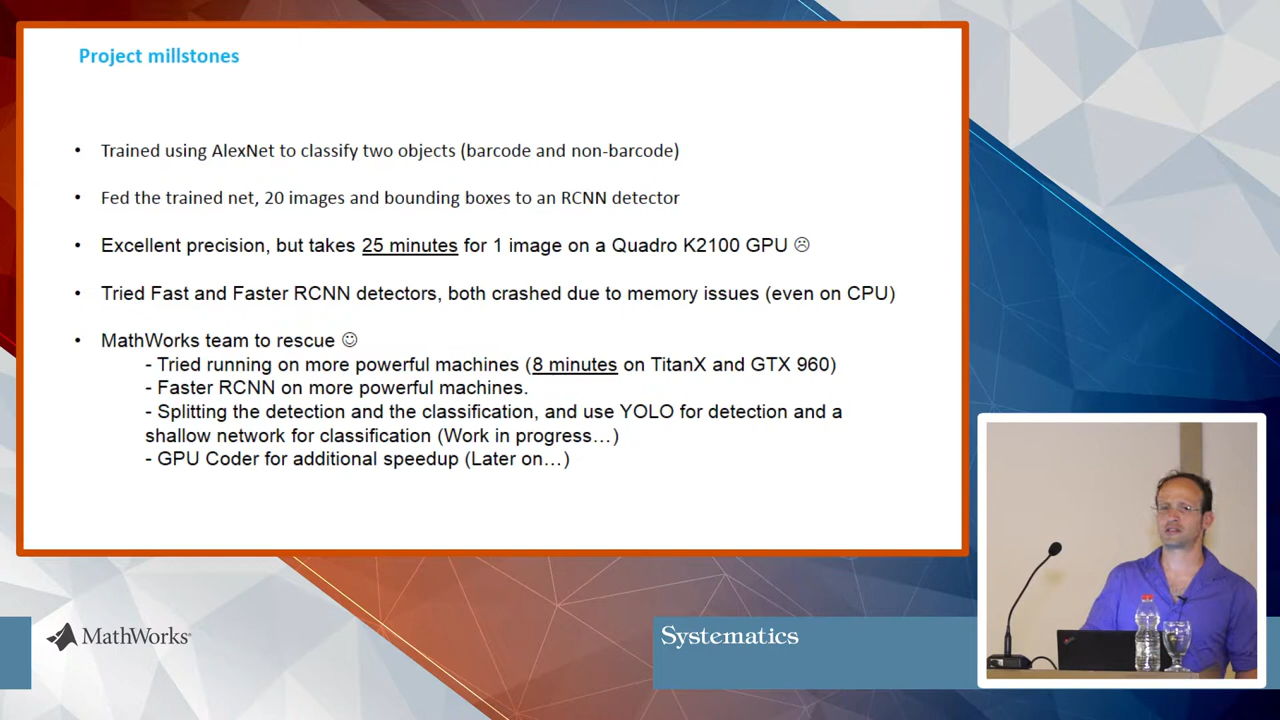 Project millstones
• Trained using AlexNet to classify two objects (barcode and non-barcode)
• Fed the trained net, 20 images and bounding boxes to an RCNN detector
• Excellent precision, but takes 25 minutes for 1 image on a Quadro K2100 GPU ☹
• Tried Fast and Faster RCNN detectors, both crashed due to memory issues (even on CPU)
• MathWorks team to rescue ☺
- Tried running on more powerful machines (8 minutes on TitanX and GTX 960)
- Faster RCNN on more powerful machines.
- Splitting the detection and the classification, and use YOLO for detection and a
shallow network for classification (Work in progress…)
- GPU Coder for additional speedup (Later on…)
MathWorks®
Systematics